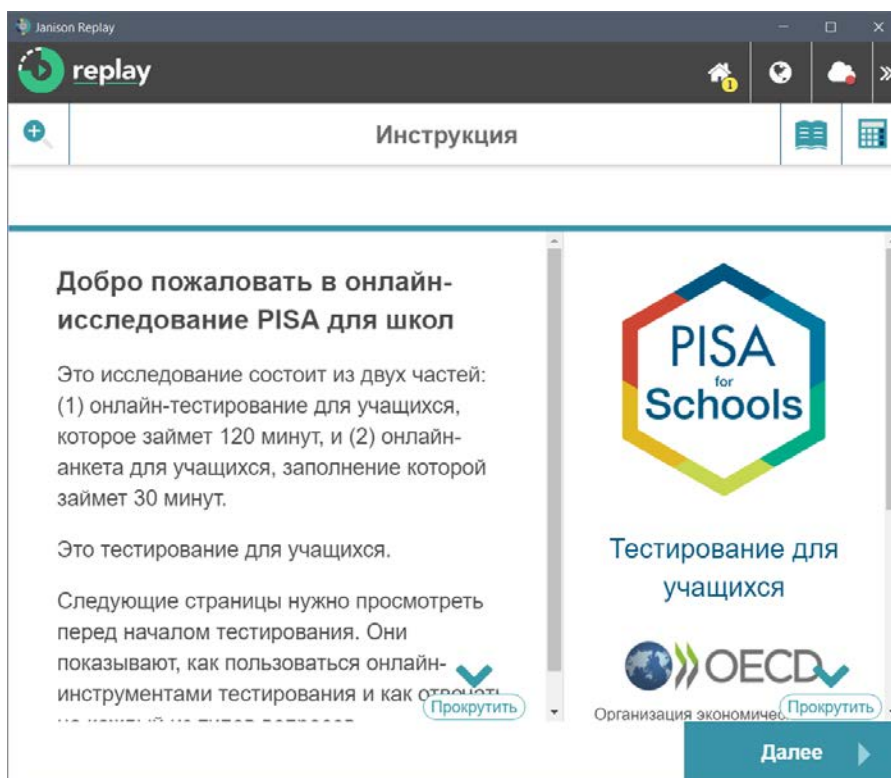 Janison Replay
replay
1
Инструкция
Добро пожаловать в онлайн-
исследование PISA для школ
Это исследование состоит из двух частей:
(1) онлайн-тестирование для учащихся,
которое займет 120 минут, и (2) онлайн-
анкета для учащихся, заполнение которой
займет 30 минут.
Это тестирование для учащихся.
Следующие страницы нужно просмотреть
перед началом тестирования. Они
показывают, как пользоваться онлайн-
инструментами тестирования и как отвечать
Прокрутить
PISA
for
Schools
Тестирование для
учащихся
OECD
Организация
Прокрутить
Далее